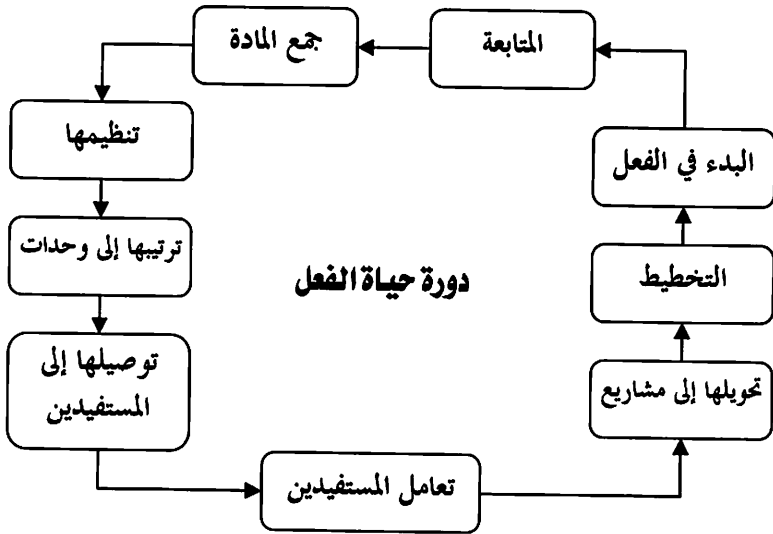 جمع المادة
المتابعة
تنظيمها
البدء في الفعل
ترتيبها إلى وحدات
دورة حياة الفعل
التخطيط
توصيلها إلى
المستفيدين
تحويلها إلى مشاريع
تعامل المستفيدين